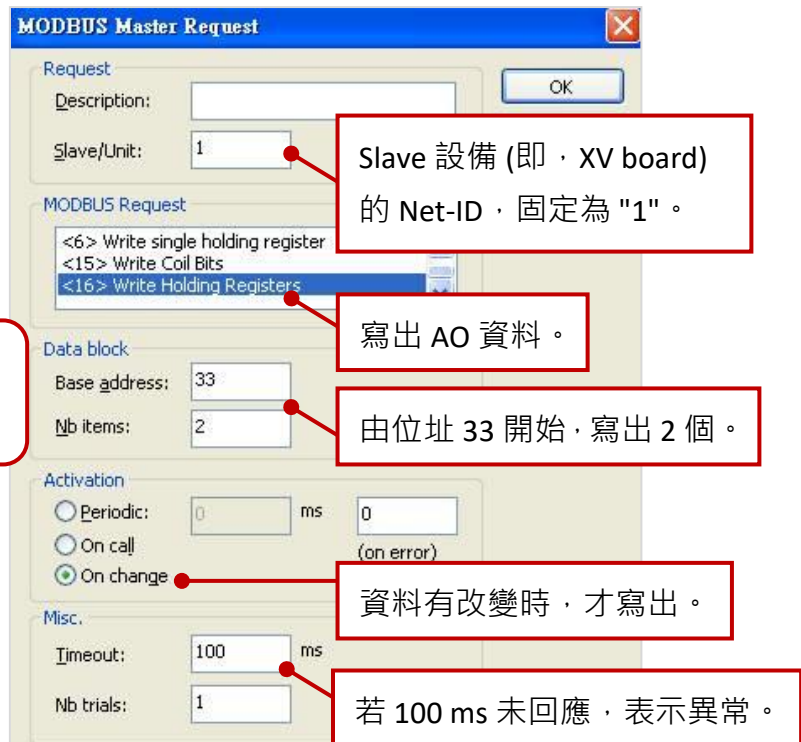 MODBUS Master Request
Request
OK
Description:
Slave/Unit: 1
Slave 設備 (即，XV board)
的 Net-ID，固定為 "1"。
MODBUS Request
<6> Write single holding register
<15> Write Coil Bits
<16> Write Holding Registers
寫出 AO 資料。
Data block
Base address: 33
Nb items: 2
由位址 33 開始，寫出 2 個。
Activation
Periodic: 0 ms 0
On call (on error)
On change
資料有改變時，才寫出。
Misc.
Timeout: 100 ms
Nb trials: 1
若 100 ms 未回應，表示異常。